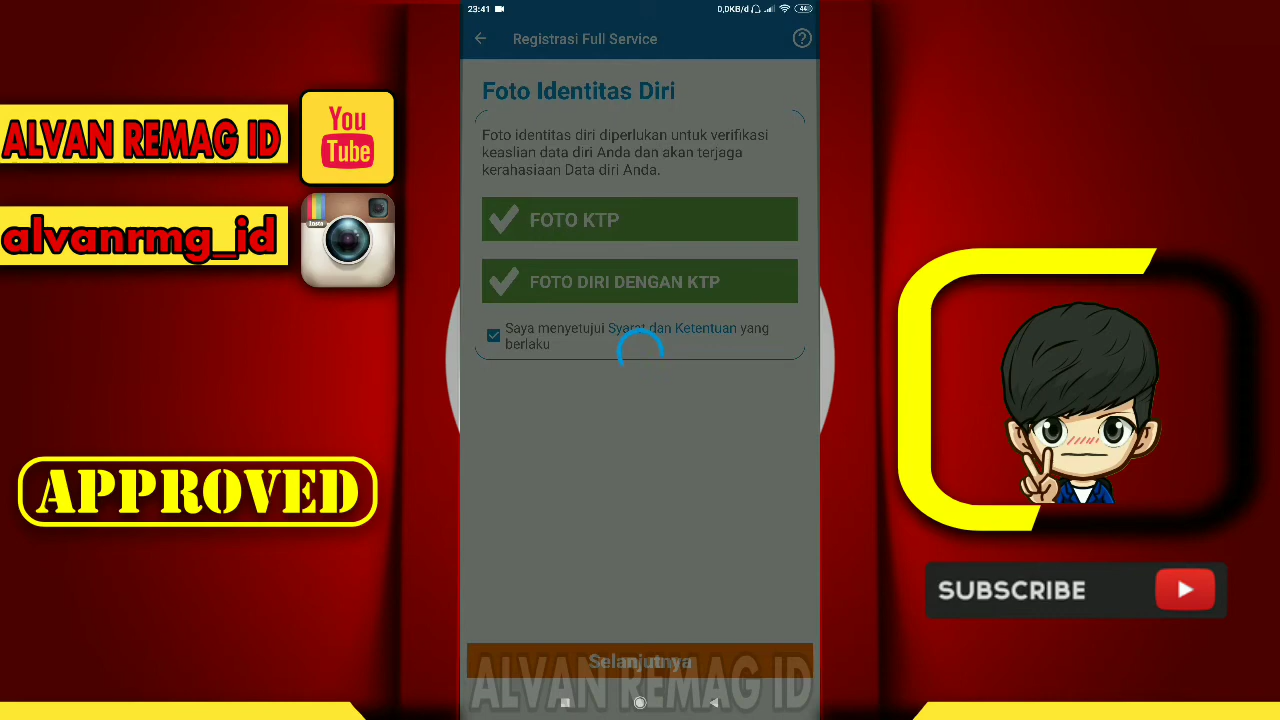 23:41
0,0KB/d
46
Registrasi Full Service
Foto Identitas Diri
Foto identitas diri diperlukan untuk verifikasi
keaslian data diri Anda dan akan terjaga
kerahasiaan Data diri Anda.
FOTO KTP
FOTO DIRI DENGAN KTP
Saya menyetujui Syarat dan Ketentuan yang
berlaku
Selanjutnya
ALVAN REMAG ID
ALVAN REMAG ID
You
Tube
alvanrmg_id
Insta
APPROVED
SUBSCRIBE